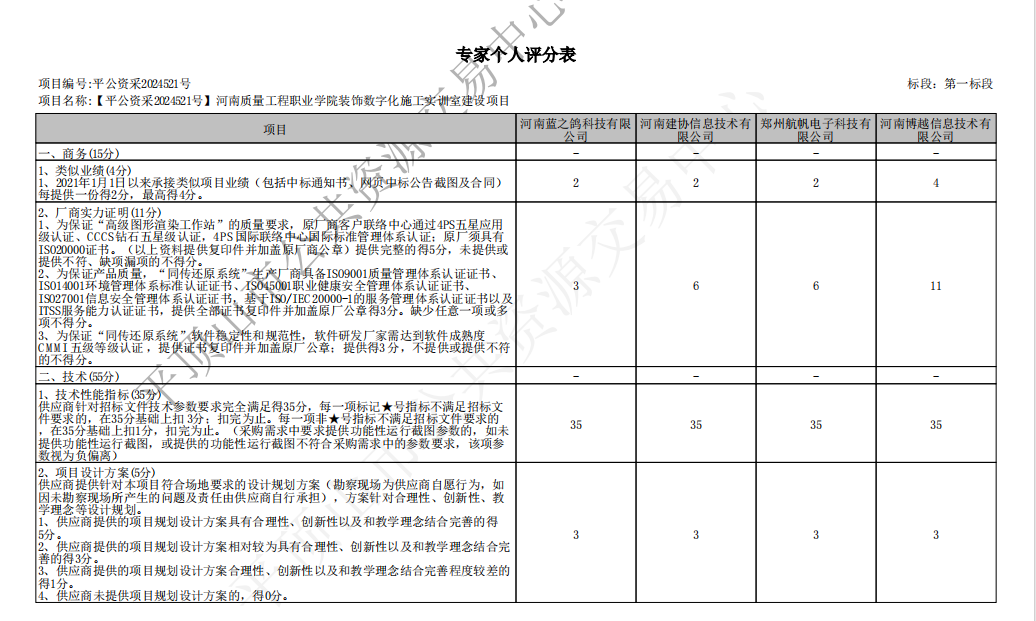 专家个人评分表
项目编号:平公资采2024521号
标段：第一标段
项目名称:【平公资采2024521号】河南质量工程职业学院装饰数字化施工实训室建设项目
项目
河南蓝之鸽科技有限
公司
河南建协信息技术有
限公司
郑州航帆电子科技有
限公司
河南博越信息技术有
限公司
一、商务(15分)
-
-
-
-
1、类似业绩(4分)
1、2021年1月1日以来承接类似项目业绩（包括中标通知书、网页中标公告截图及合同）
每提供一份得2分，最高得4分。
2
2
2
4
2、厂商实力证明(11分)
1、为保证“高级图形渲染工作站”的质量要求，原厂商客户联络中心通过4PS五星应用
级认证、CCCS钻石五星级认证，4PS国际联络中心国际标准管理体系认证；原厂须具有
ISO20000证书。（以上资料提供复印件并加盖原厂商公章）提供完整的得5分，未提供或
提供不符、缺项漏项的不得分。
2、为保证产品质量，“同传还原系统”生产厂商具备ISO9001质量管理体系认证证书、
ISO14001环境管理体系标准认证证书、ISO45001职业健康安全管理体系认证证书、
ISO27001信息安全管理体系认证证书，基于ISO/IEC20000-1的服务管理体系认证证书以及
ITSS服务能力认证证书，提供全部证书复印件并加盖原厂公章得3分。缺少任意一项或多
项不得分。
3、为保证“同传还原系统”软件稳定性和规范性，软件研发厂家需达到软件成熟度
CMMI五级等级认证，提供证书复印件并加盖原厂公章；提供得3分，不提供或提供不符
的不得分。
3
6
6
11
二、技术(55分)
-
-
-
-
1、技术性能指标(35分)
供应商针对招标文件技术参数要求完全满足得35分，每一项标记★号指标不满足招标文
件要求的，在35分基础上扣3分；扣完为止。每一项非★号指标不满足招标文件要求的
，在35分基础上扣1分，扣完为止。（采购需求中要求提供功能性运行截图参数的，如未
提供功能性运行截图，或提供的功能性运行截图不符合采购需求中的参数要求，该项参
数视为负偏离）
35
35
35
35
2、项目设计方案(5分)
供应商提供针对本项目符合场地要求的设计规划方案（勘察现场为供应商自愿行为，如
因未勘察现场所产生的问题及责任由供应商自行承担），方案针对合理性、创新性、教
学理念等设计规划。
1、供应商提供的项目规划设计方案具有合理性、创新性以及和教学理念结合完善的得
5分。
2、供应商提供的项目规划设计方案相对较为具有合理性、创新性以及和教学理念结合完
善的得3分。
3、供应商提供的项目规划设计方案合理性、创新性以及和教学理念结合完善程度较差的
得1分。
4、供应商未提供项目规划设计方案的，得0分。
3
3
3
3
平顶山市公共资源交易中心
平顶山市公共资源交易中心